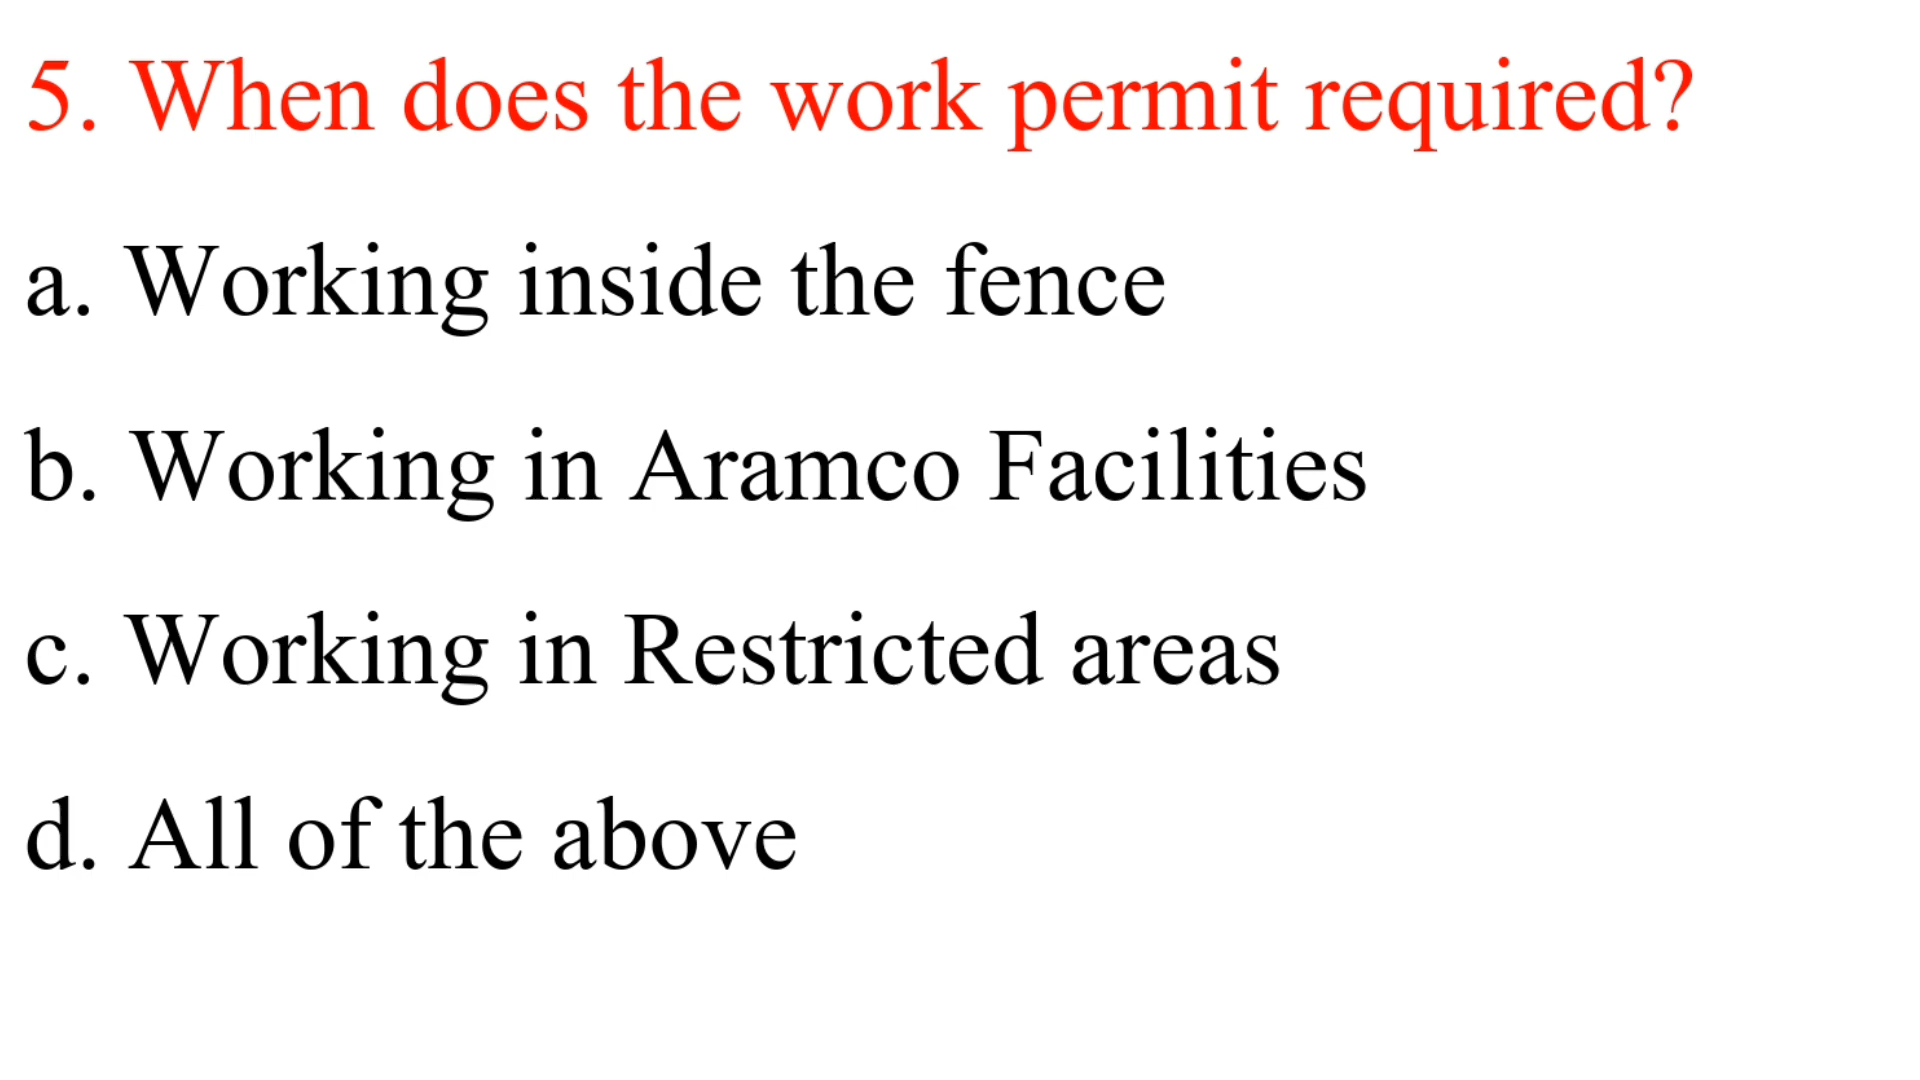 5. When does the work permit required?
a. Working inside the fence
b. Working in Aramco Facilities
c. Working in Restricted areas
d. All of the above